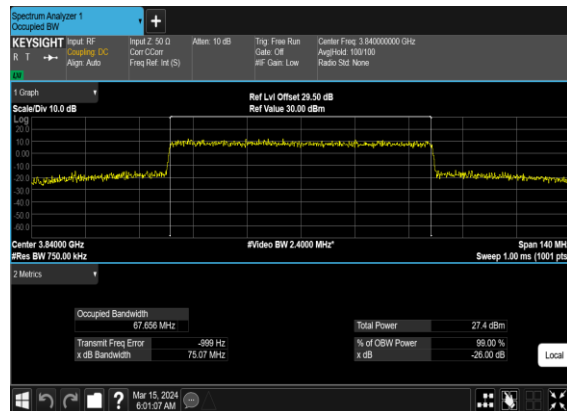 Spectrum Analyzer 1
Occupied BW
KEYSIGHT
R T
LW
Input: RF
Coupling: DC
Align: Auto
Input Z: 50 Ω
Corr CCorr
Freq Ref: Int (S)
Atten: 10 dB
Trig: Free Run
Gate: Off
#IF Gain: Low
Center Freq: 3.840000000 GHz
Avg|Hold: 100/100
Radio Std: None
1 Graph
Scale/Div 10.0 dB
Ref Lvl Offset 29.50 dB
Ref Value 30.00 dBm
Log
20.0
10.0
0.00
-10.0
-20.0
-30.0
-40.0
-50.0
-60.0
Center 3.84000 GHz
#Res BW 750.00 kHz
#Video BW 2.4000 MHz*
Span 140 MH
Sweep 1.00 ms (1001 pts
2 Metrics
Occupied Bandwidth
67.656 MHz
Transmit Freq Error -999 Hz
x dB Bandwidth 75.07 MHz
Total Power 27.4 dBm
% of OBW Power 99.00 %
x dB -26.00 dB
Local
?
Mar 15, 2024
6:01:07 AM